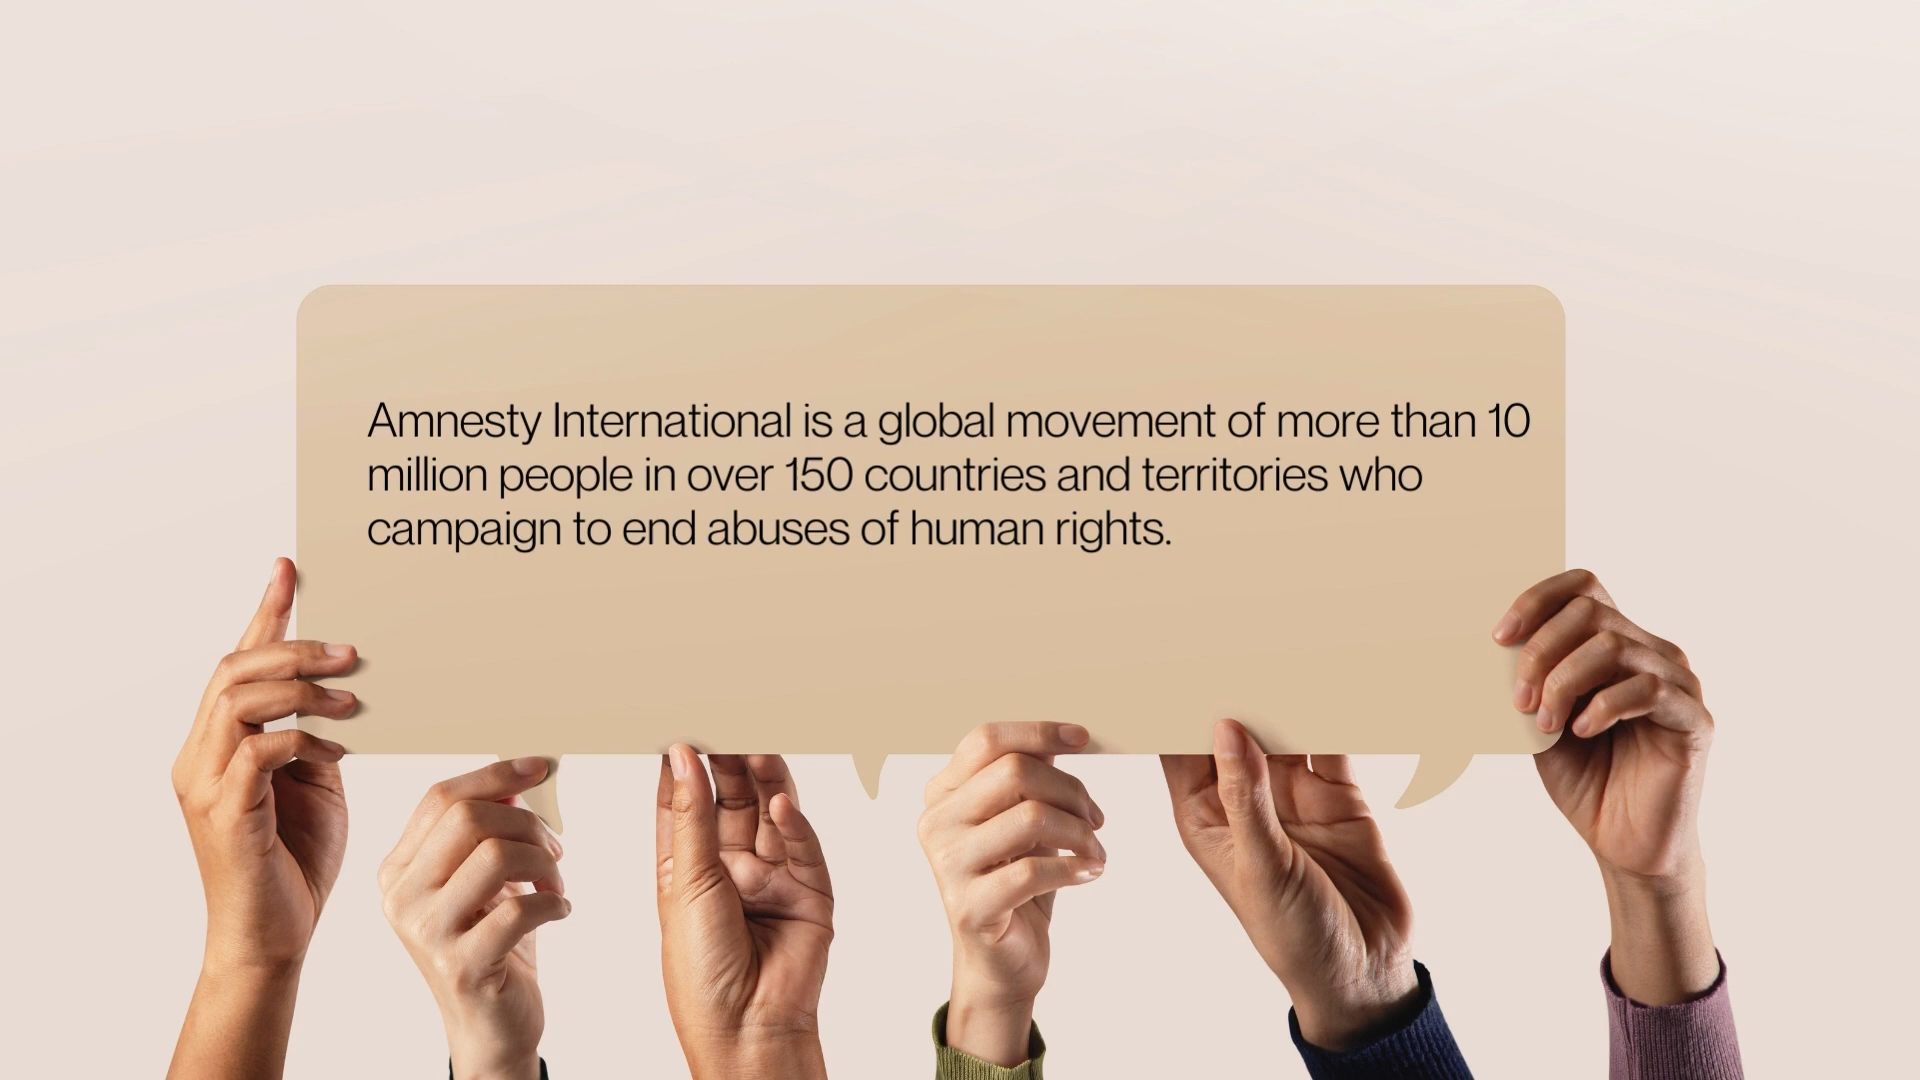 Amnesty International is a global movement of more than 10
million people in over 150 countries and territories who
campaign to end abuses of human rights.